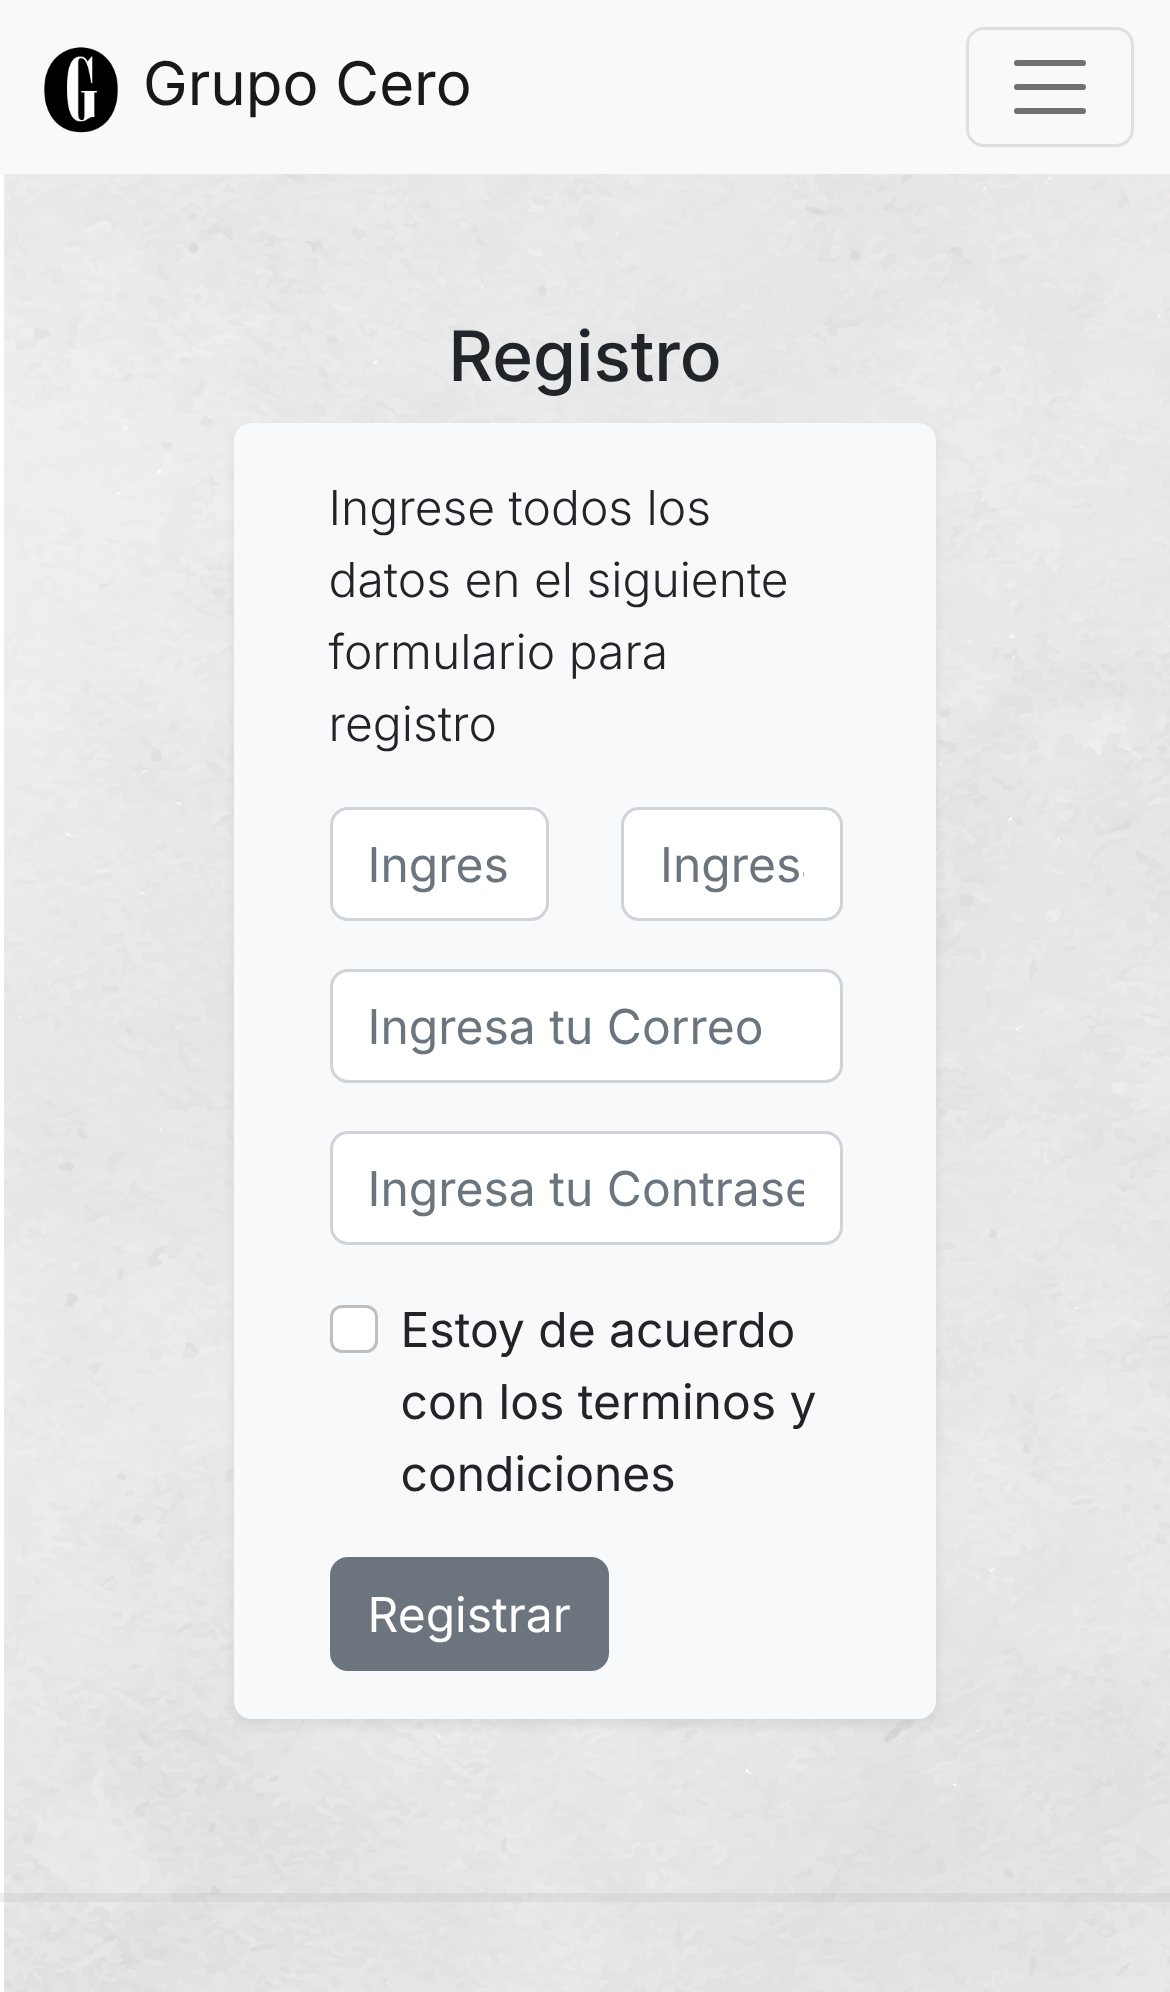 G Grupo Cero
Registro
Ingrese todos los
datos en el siguiente
formulario para
registro
Ingres Ingresa
Ingresa tu Correo
Ingresa tu Contrase
Estoy de acuerdo
con los terminos y
condiciones
Registrar